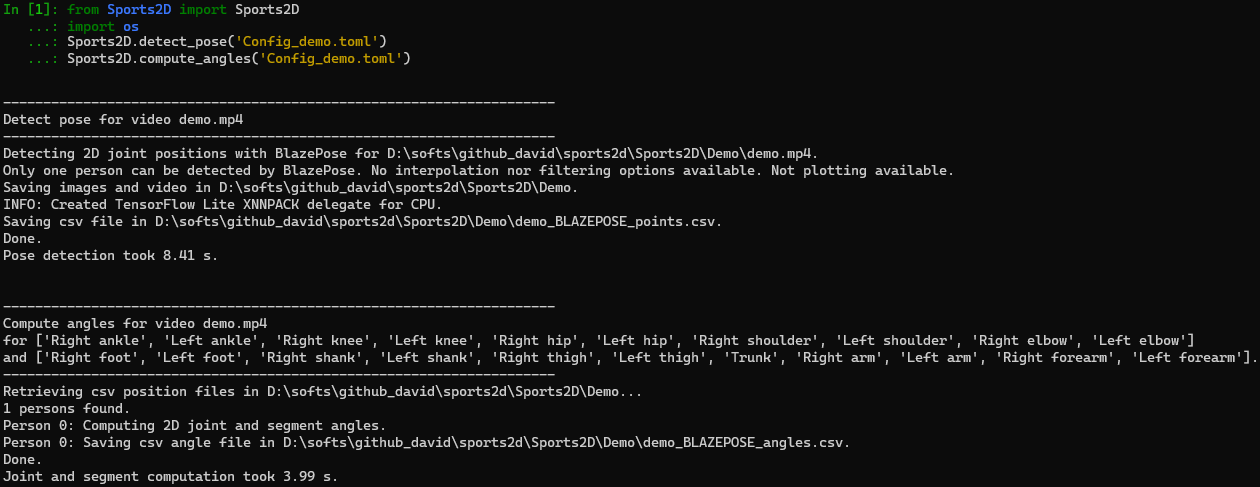 In [1]: from Sports2D import Sports2D
...: import os
...: Sports2D.detect_pose('Config_demo.toml')
...: Sports2D.compute_angles('Config_demo.toml')
---------------------------------------------------------------------
Detect pose for video demo.mp4
---------------------------------------------------------------------
Detecting 2D joint positions with BlazePose for D:\softs\github_david\sports2d\Sports2D\Demo\demo.mp4.
Only one person can be detected by BlazePose. No interpolation nor filtering options available. Not plotting available.
Saving images and video in D:\softs\github_david\sports2d\Sports2D\Demo.
INFO: Created TensorFlow Lite XNNPACK delegate for CPU.
Saving csv file in D:\softs\github_david\sports2d\Sports2D\Demo\demo_BLAZEPOSE_points.csv.
Done.
Pose detection took 8.41 s.
---------------------------------------------------------------------
Compute angles for video demo.mp4
for ['Right ankle', 'Left ankle', 'Right knee', 'Left knee', 'Right hip', 'Left hip', 'Right shoulder', 'Left shoulder', 'Right elbow', 'Left elbow']
and ['Right foot', 'Left foot', 'Right shank', 'Left shank', 'Right thigh', 'Left thigh', 'Trunk', 'Right arm', 'Left arm', 'Right forearm', 'Left forearm'].
---------------------------------------------------------------------
Retrieving csv position files in D:\softs\github_david\sports2d\Sports2D\Demo...
1 persons found.
Person 0: Computing 2D joint and segment angles.
Person 0: Saving csv angle file in D:\softs\github_david\sports2d\Sports2D\Demo\demo_BLAZEPOSE_angles.csv.
Done.
Joint and segment computation took 3.99 s.